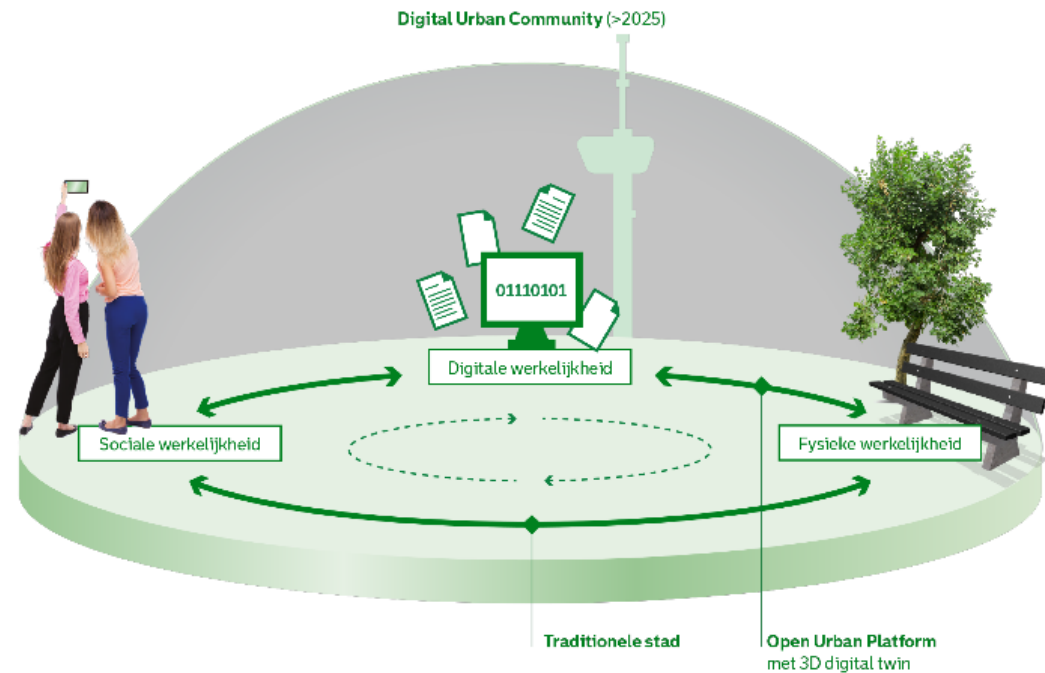 Digital Urban Community (>2025)
01110101
Digitale werkelijkheid
Sociale werkelijkheid
Fysieke werkelijkheid
Traditionele stad
Open Urban Platform
met 3D digital twin